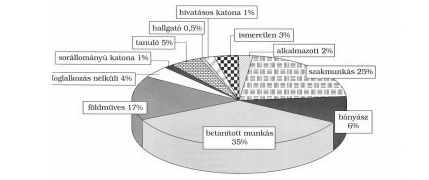 hivatásos katona 1%
hallgató 0,5%
ismeretlen 3%
tanuló 5%
alkalmazott 2%
sorállományú katona 1%
szakmunkás 25%
foglalkozás nélküli 4%
földműves 17%
bányász
6%
betanított munkás
35%